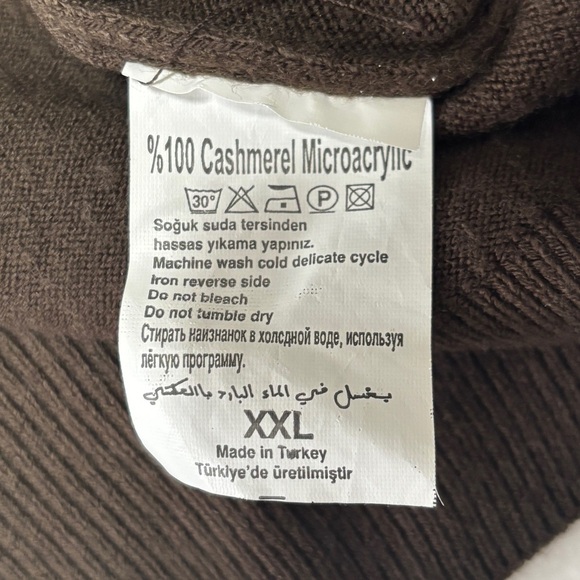 %100 Cashmerel Microacrylic
30° P
Soğuk suda tersinden
hassas yıkama yapınız.
Machine wash cold delicate cycle
Iron reverse side
Do not bleach
Do not tumble dry
Стирать наизнанок в холсдной воде, используя
лёгкую программу.
يغسل في الماء البارد باالعكسي
XXL
Made in Turkey
Türkiye'de üretilmiştir